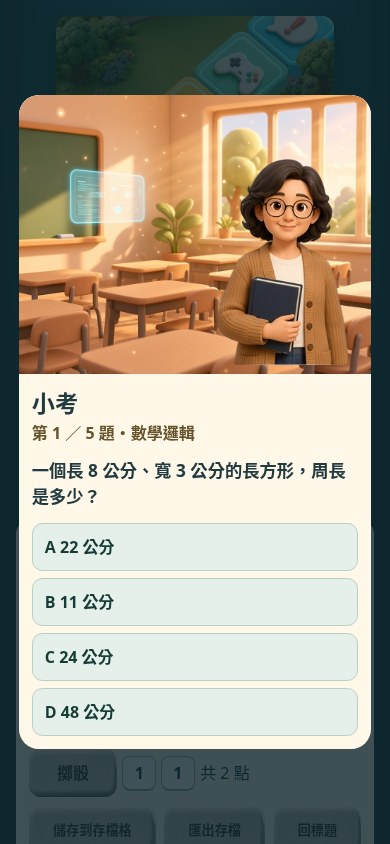 小考
第 1 ／ 5 題・數學邏輯
一個長 8 公分、寬 3 公分的長方形，周長
是多少？
A 22 公分
B 11 公分
C 24 公分
D 48 公分
擲骰
1
1
共 2 點
儲存到存檔格
匯出存檔
回標題